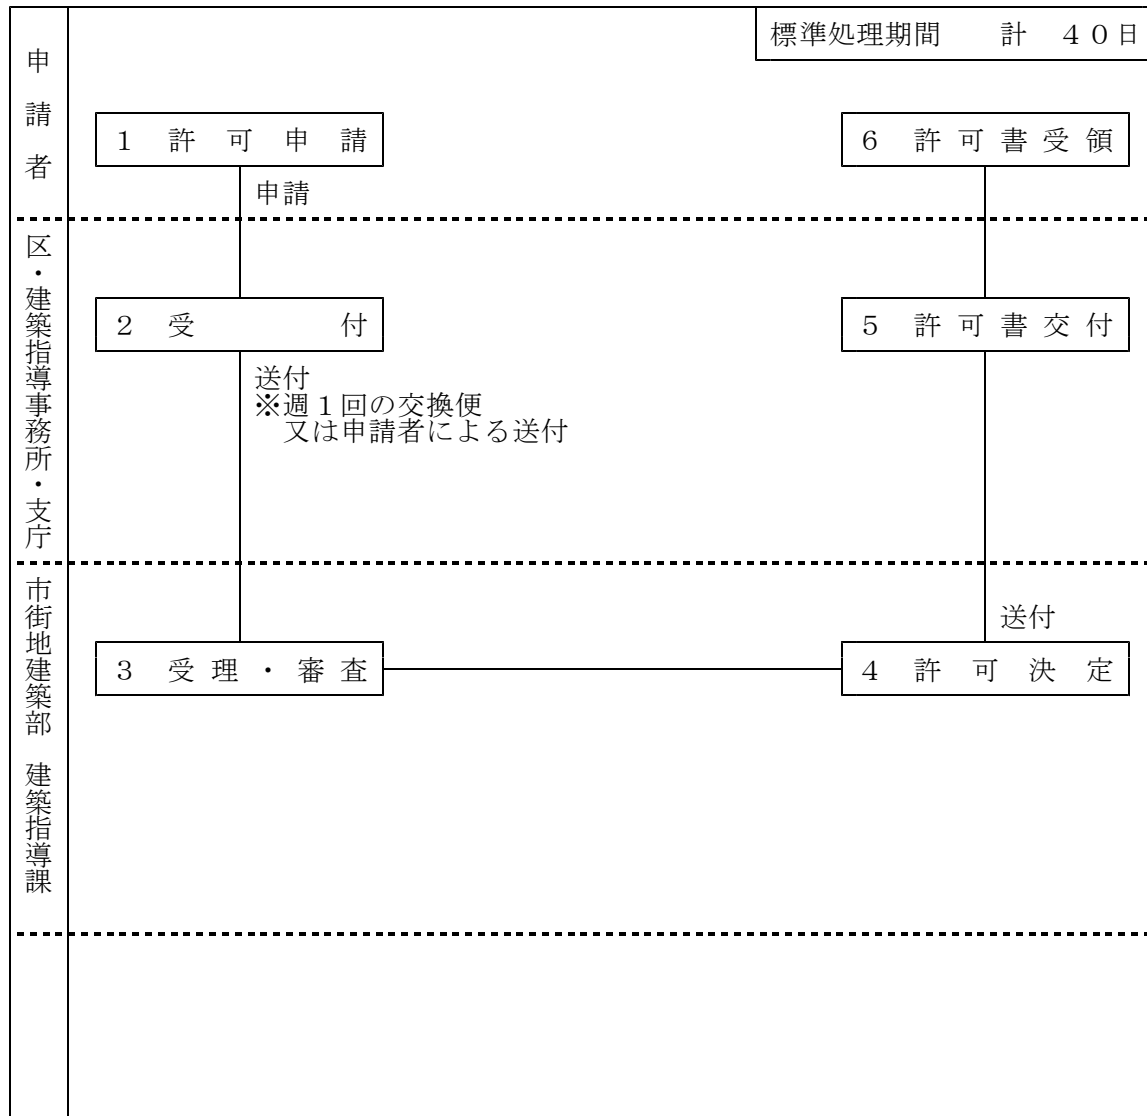 標準処理期間　計　４０日
申請者
１　許可申請
６　許可書受領
申請
区・建築指導事務所・支庁
２　受付
５　許可書交付
送付
※週１回の交換便
又は申請者による送付
市街地建築部　建築指導課
送付
３　受理・審査
４　許可決定